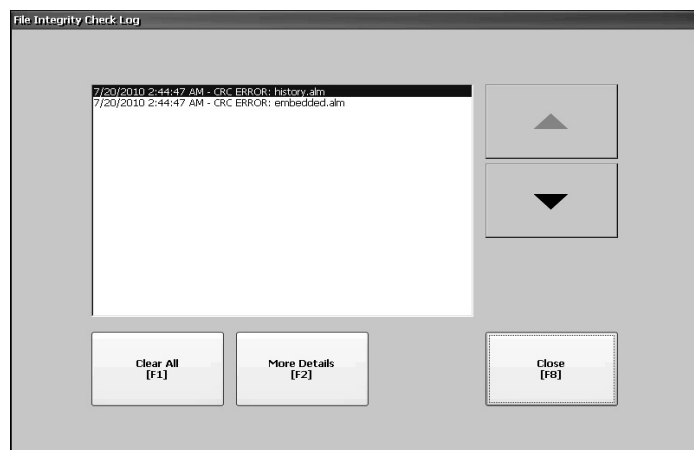 File Integrity Check Log
7/20/2010 2:44:47 AM - CRC ERROR: history.alm
7/20/2010 2:44:47 AM - CRC ERROR: embedded.alm
Clear All
[F1]
More Details
[F2]
Close
[F8]